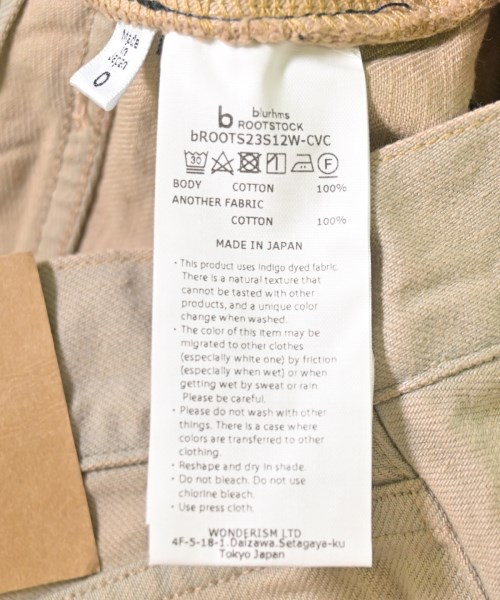 Made
in
Japan
0
b blurhms
ROOTSTOCK
bROOTS23S12W-CVC
30
F
BODY COTTON 100%
ANOTHER FABRIC
COTTON 100%
MADE IN JAPAN
・This product uses indigo dyed fabric.
There is a natural texture that
cannot be tasted with other
products, and a unique color
change when washed.
・The color of this item may be
migrated to other clothes
(especially white one) by friction
(especially when wet) or when
getting wet by sweat or rain.
Please be careful.
・Please do not wash with other
things. There is a case where
colors are transferred to other
clothing.
・Reshape and dry in shade.
・Do not bleach. Do not use
chlorine bleach.
・Use press cloth.
WONDERISM LTD
4F-5-18-1.Daizawa.Setagaya-ku
Tokyo Japan